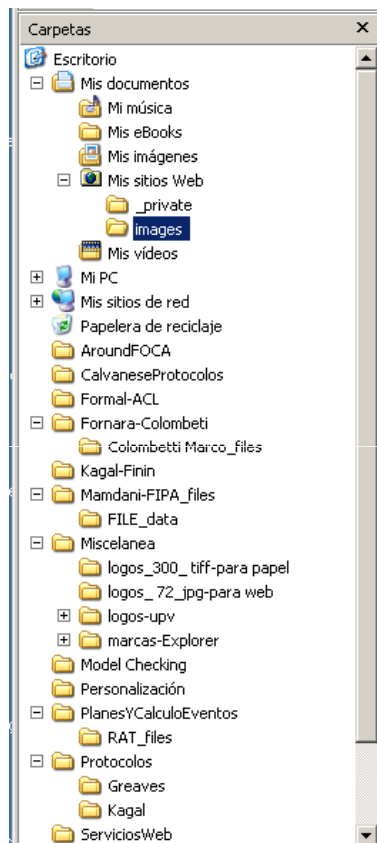 Carpetas
Escritorio
Mis documentos
Mi música
Mis eBooks
Mis imágenes
Mis sitios Web
_private
images
Mis vídeos
Mi PC
Mis sitios de red
Papelera de reciclaje
AroundFOCA
CalvaneseProtocolos
Formal-ACL
Fornara-Colombeti
Colombetti Marco_files
Kagal-Finin
Mamdani-FIPA_files
FILE_data
Miscelanea
logos_300_ tiff-para papel
logos_ 72_jpg-para web
logos-upv
marcas-Explorer
Model Checking
Personalización
PlanesYCalculoEventos
RAT_files
Protocolos
Greaves
Kagal
ServiciosWeb